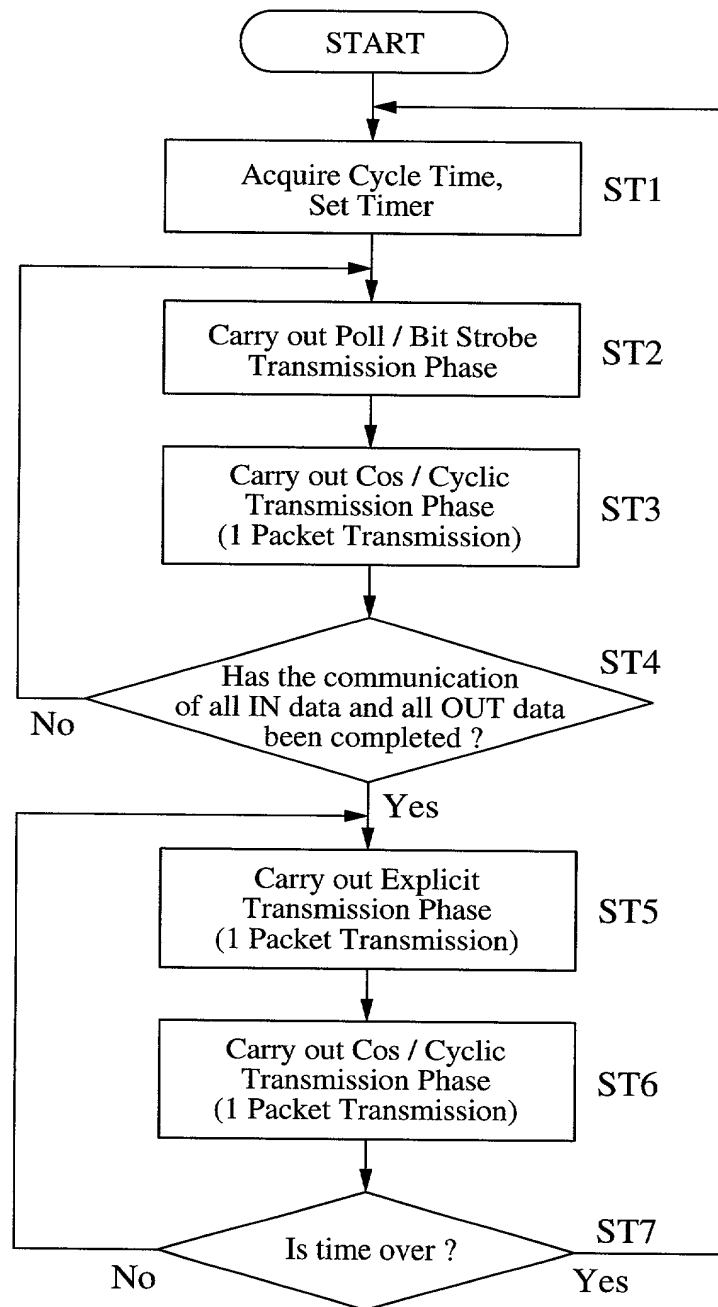 START
Acquire Cycle Time,
Set Timer
ST1
Carry out Poll / Bit Strobe
Transmission Phase
ST2
Carry out Cos / Cyclic
Transmission Phase
(1 Packet Transmission)
ST3
Has the communication
of all IN data and all OUT data
been completed ?
ST4
No
Yes
Carry out Explicit
Transmission Phase
(1 Packet Transmission)
ST5
Carry out Cos / Cyclic
Transmission Phase
(1 Packet Transmission)
ST6
Is time over ?
ST7
No
Yes